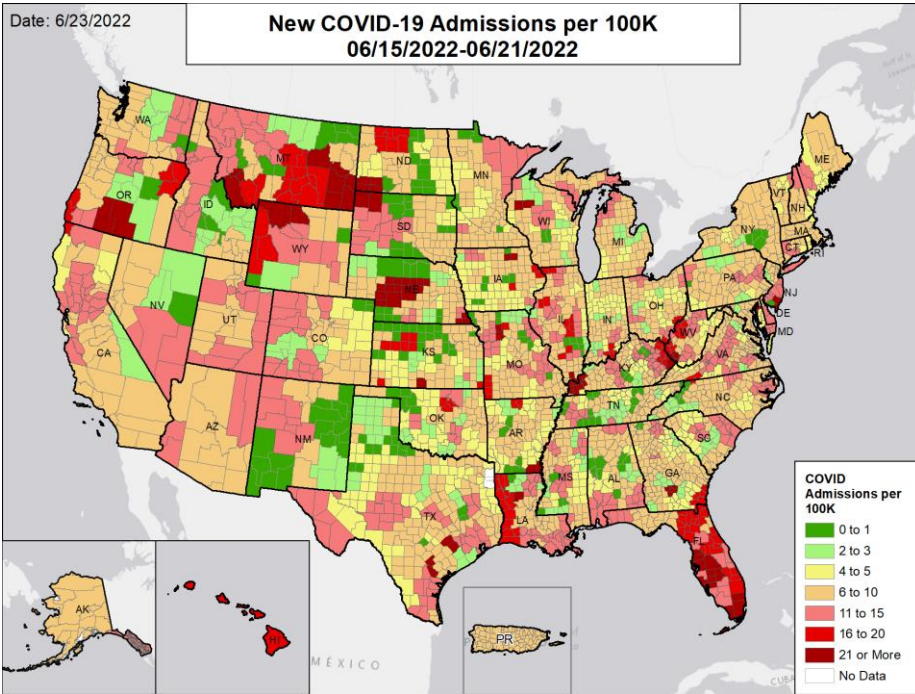 Date: 6/23/2022
New COVID-19 Admissions per 100K
06/15/2022-06/21/2022
WA
MT
ND
MN
ME
OR
ID
SD
WI
MI
VT
NH
NY
MA
CT
RI
WY
IA
PA
NJ
NE
NV
UT
CO
IL
IN
OH
DE
MD
WV
VA
CA
KS
MO
KY
AZ
NM
OK
AR
TN
NC
SC
MS
AL
GA
TX
LA
FL
AK
HI
PR
MÉXICO
CUBA
COVID
Admissions per
100K
0 to 1
2 to 3
4 to 5
6 to 10
11 to 15
16 to 20
21 or More
No Data